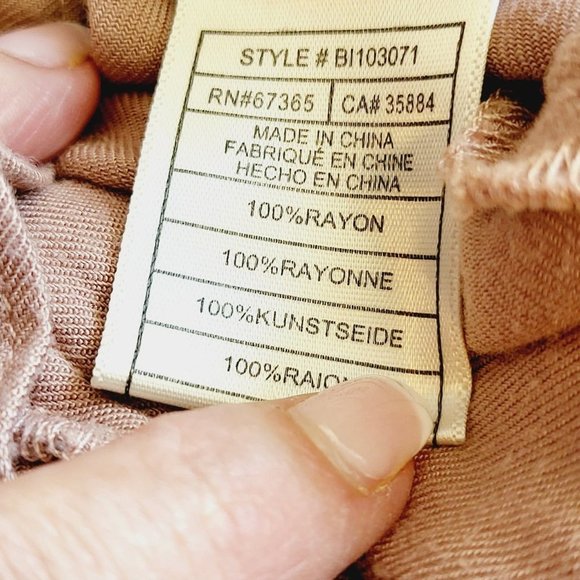 STYLE # BI103071
RN#67365 CA# 35884
MADE IN CHINA
FABRIQUÉ EN CHINE
HECHO EN CHINA
100%RAYON
100%RAYONNE
100%KUNSTSEIDE
100%